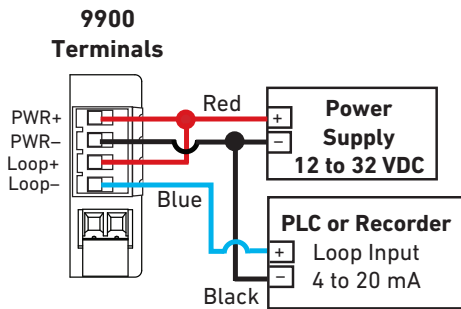 9900
Terminals
PWR+
PWR–
Loop+
Loop–
Red
Blue
Black
+
–
Power
Supply
12 to 32 VDC
PLC or Recorder
+
Loop Input
–
4 to 20 mA